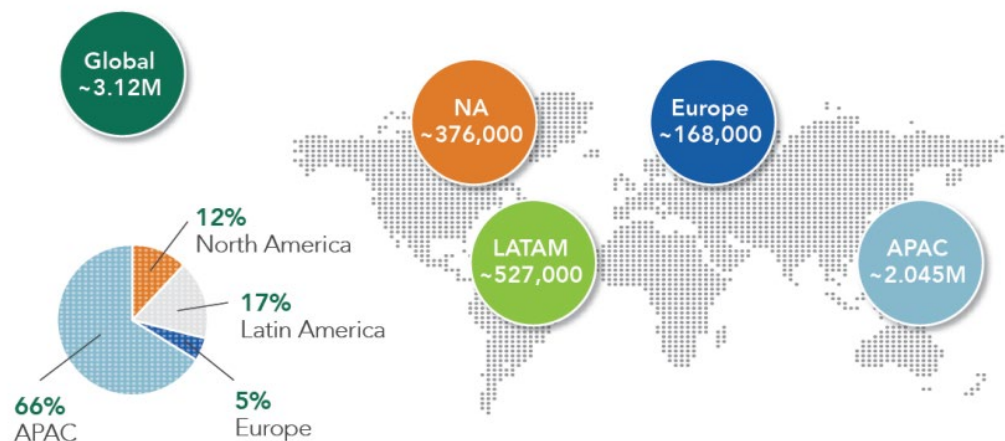 Global
~3.12M
NA
~376,000
Europe
~168,000
LATAM
~527,000
APAC
~2.045M
12%
North America
17%
Latin America
5%
Europe
66%
APAC